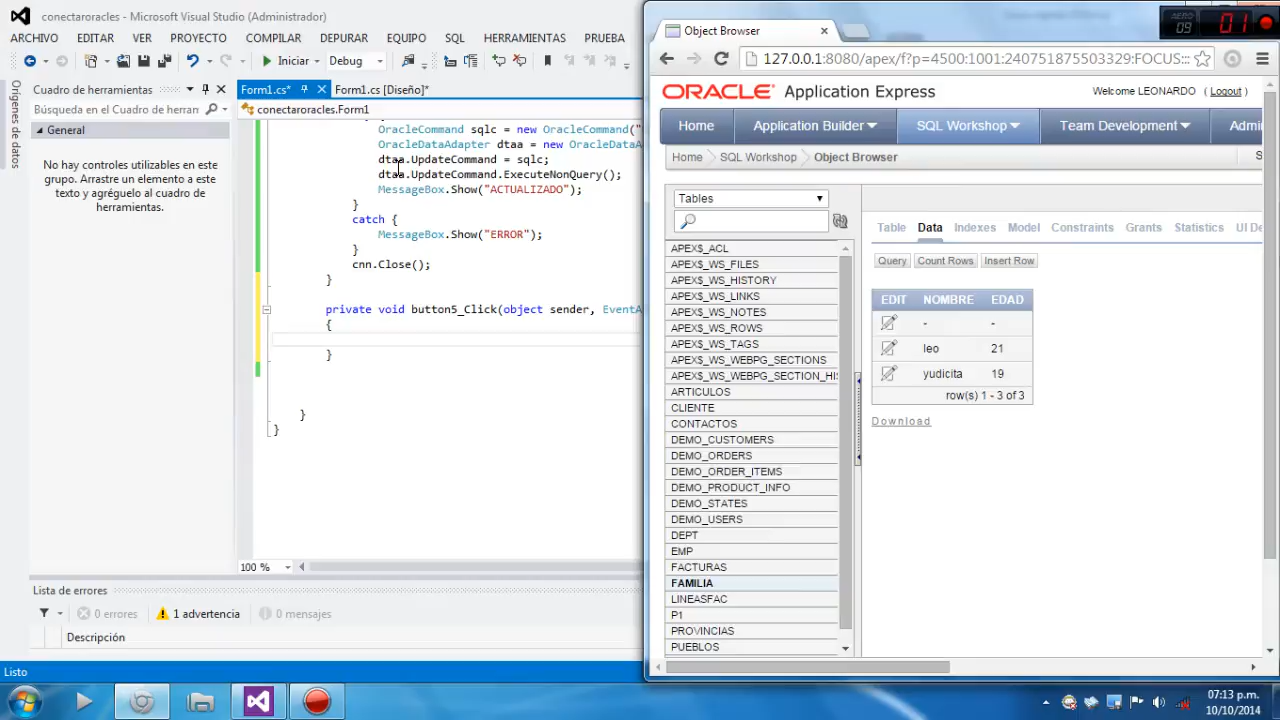 conectaroracles - Microsoft Visual Studio (Administrador)
ARCHIVO EDITAR VER PROYECTO COMPILAR DEPURAR EQUIPO SQL PRUEBA
Iniciar Debug
Orígenes de datos
Cuadro de herramientas
Búsqueda en el Cuadro de herran
General
No hay controles utilizables en este
grupo. Arrastre un elemento a este
texto y agréguelo al cuadro de
herramientas.
Form1.cs* Form1.cs [Diseño]*
conectaroracles.Form1
OracleCommand sqlc = new OracleCommand("
OracleDataAdapter dtaa = new OracleDataA
dtaa.UpdateCommand = sqlc;
dtaa.UpdateCommand.ExecuteNonQuery();
MessageBox.Show("ACTUALIZADO");
}
catch {
MessageBox.Show("ERROR");
}
cnn.Close();
}
private void button5_Click(object sender, EventA
{
}
}
}
100 %
Lista de errores
0 errores 1 advertencia 0 mensajes
Descripción
Listo
Object Browser
AERO
09
01
127.0.0.1:8080/apex/f?p=4500:1001:240751875503329:FOCUS:::
ORACLE Application Express
Welcome LEONARDO ( Logout )
Home Application Builder SQL Workshop Team Development Admi
Home SQL Workshop Object Browser S
Tables
APEX$_ACL
APEX$_WS_FILES
APEX$_WS_HISTORY
APEX$_WS_LINKS
APEX$_WS_NOTES
APEX$_WS_ROWS
APEX$_WS_TAGS
APEX$_WS_WEBPG_SECTIONS
APEX$_WS_WEBPG_SECTION_HI
ARTICULOS
CLIENTE
CONTACTOS
DEMO_CUSTOMERS
DEMO_ORDERS
DEMO_ORDER_ITEMS
DEMO_PRODUCT_INFO
DEMO_STATES
DEMO_USERS
DEPT
EMP
FACTURAS
FAMILIA
LINEASFAC
P1
PROVINCIAS
PUEBLOS
Table Data Indexes Model Constraints Grants Statistics UI De
Query Count Rows Insert Row
EDIT NOMBRE EDAD
- -
leo 21
yudicita 19
row(s) 1 - 3 of 3
Download
07:13 p.m.
10/10/2014